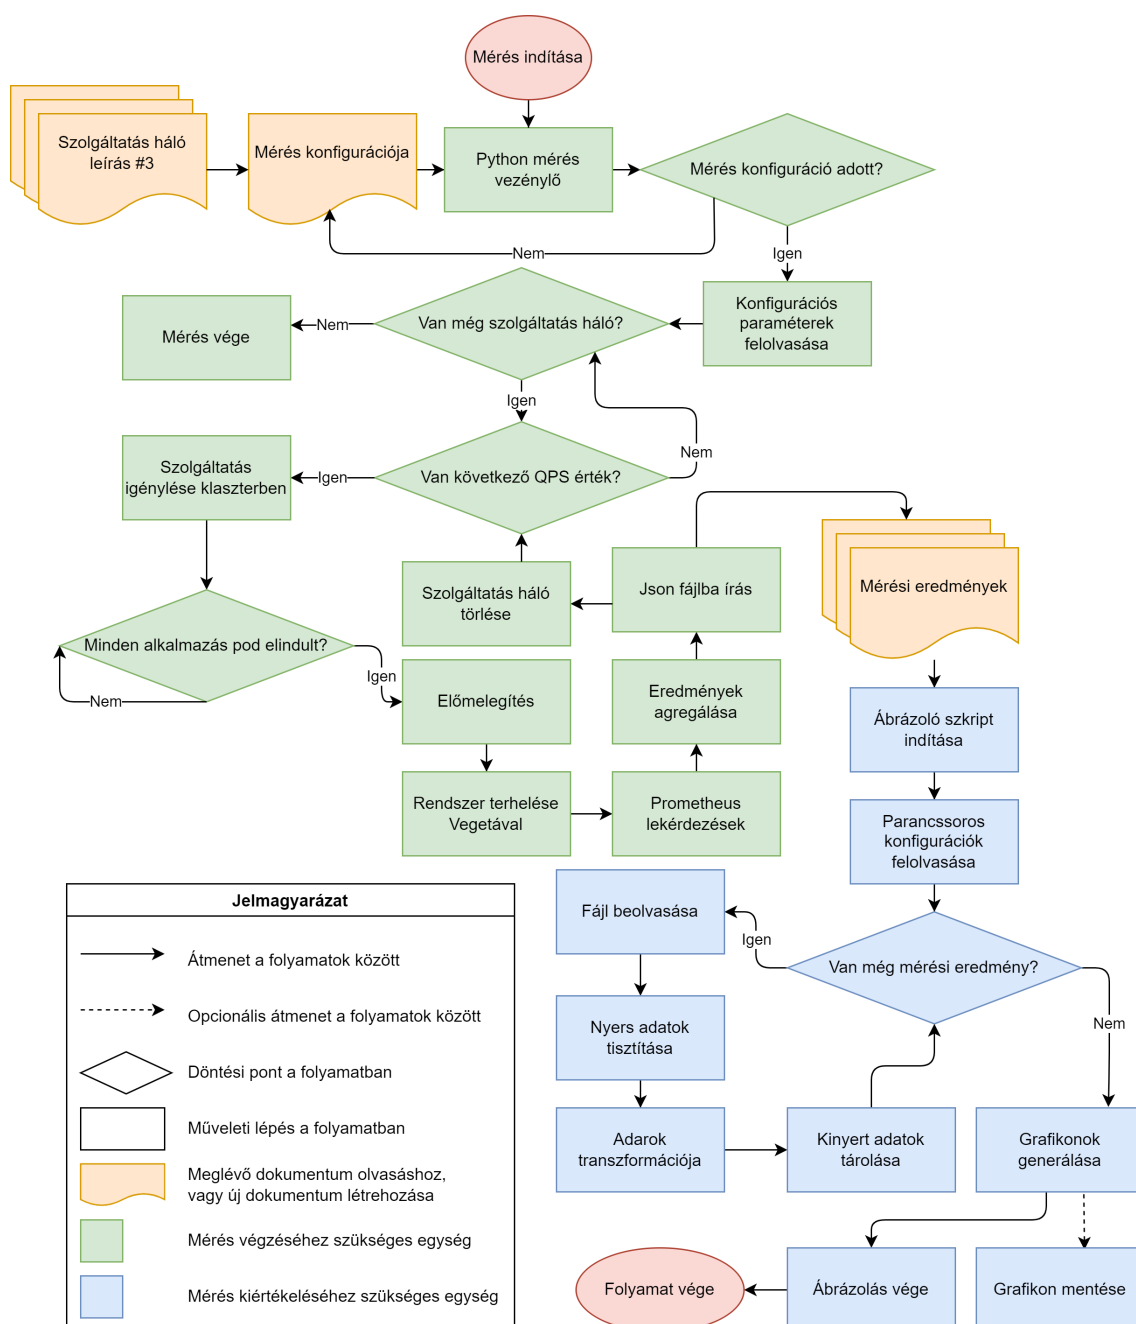 Mérés indítása
Szolgáltatás háló
leírás #3
Mérés konfigurációja
Python mérés
vezénylő
Mérés konfiguráció adott?
Nem
Igen
Konfigurációs
paraméterek
felolvasása
Van még szolgáltatás háló?
Nem
Mérés vége
Igen
Van következő QPS érték?
Nem
Igen
Szolgáltatás
igénylése klaszterben
Minden alkalmazás pod elindult?
Nem
Igen
Szolgáltatás háló
törlése
Json fájlba írás
Mérési eredmények
Előmelegítés
Eredmények
agregálása
Rendszer terhelése
Vegetával
Prometheus
lekérdezések
Ábrázoló szkript
indítása
Parancssoros
konfigurációk
felolvasása
Van még mérési eredmény?
Igen
Nem
Fájl beolvasása
Nyers adatok
tisztítása
Adarok
transzformációja
Kinyert adatok
tárolása
Grafikonok
generálása
Folyamat vége
Ábrázolás vége
Grafikon mentése
Jelmagyarázat
Átmenet a folyamatok között
Opcionális átmenet a folyamatok között
Döntési pont a folyamatban
Műveleti lépés a folyamatban
Meglévő dokumentum olvasáshoz,
vagy új dokumentum létrehozása
Mérés végzéséhez szükséges egység
Mérés kiértékeléséhez szükséges egység